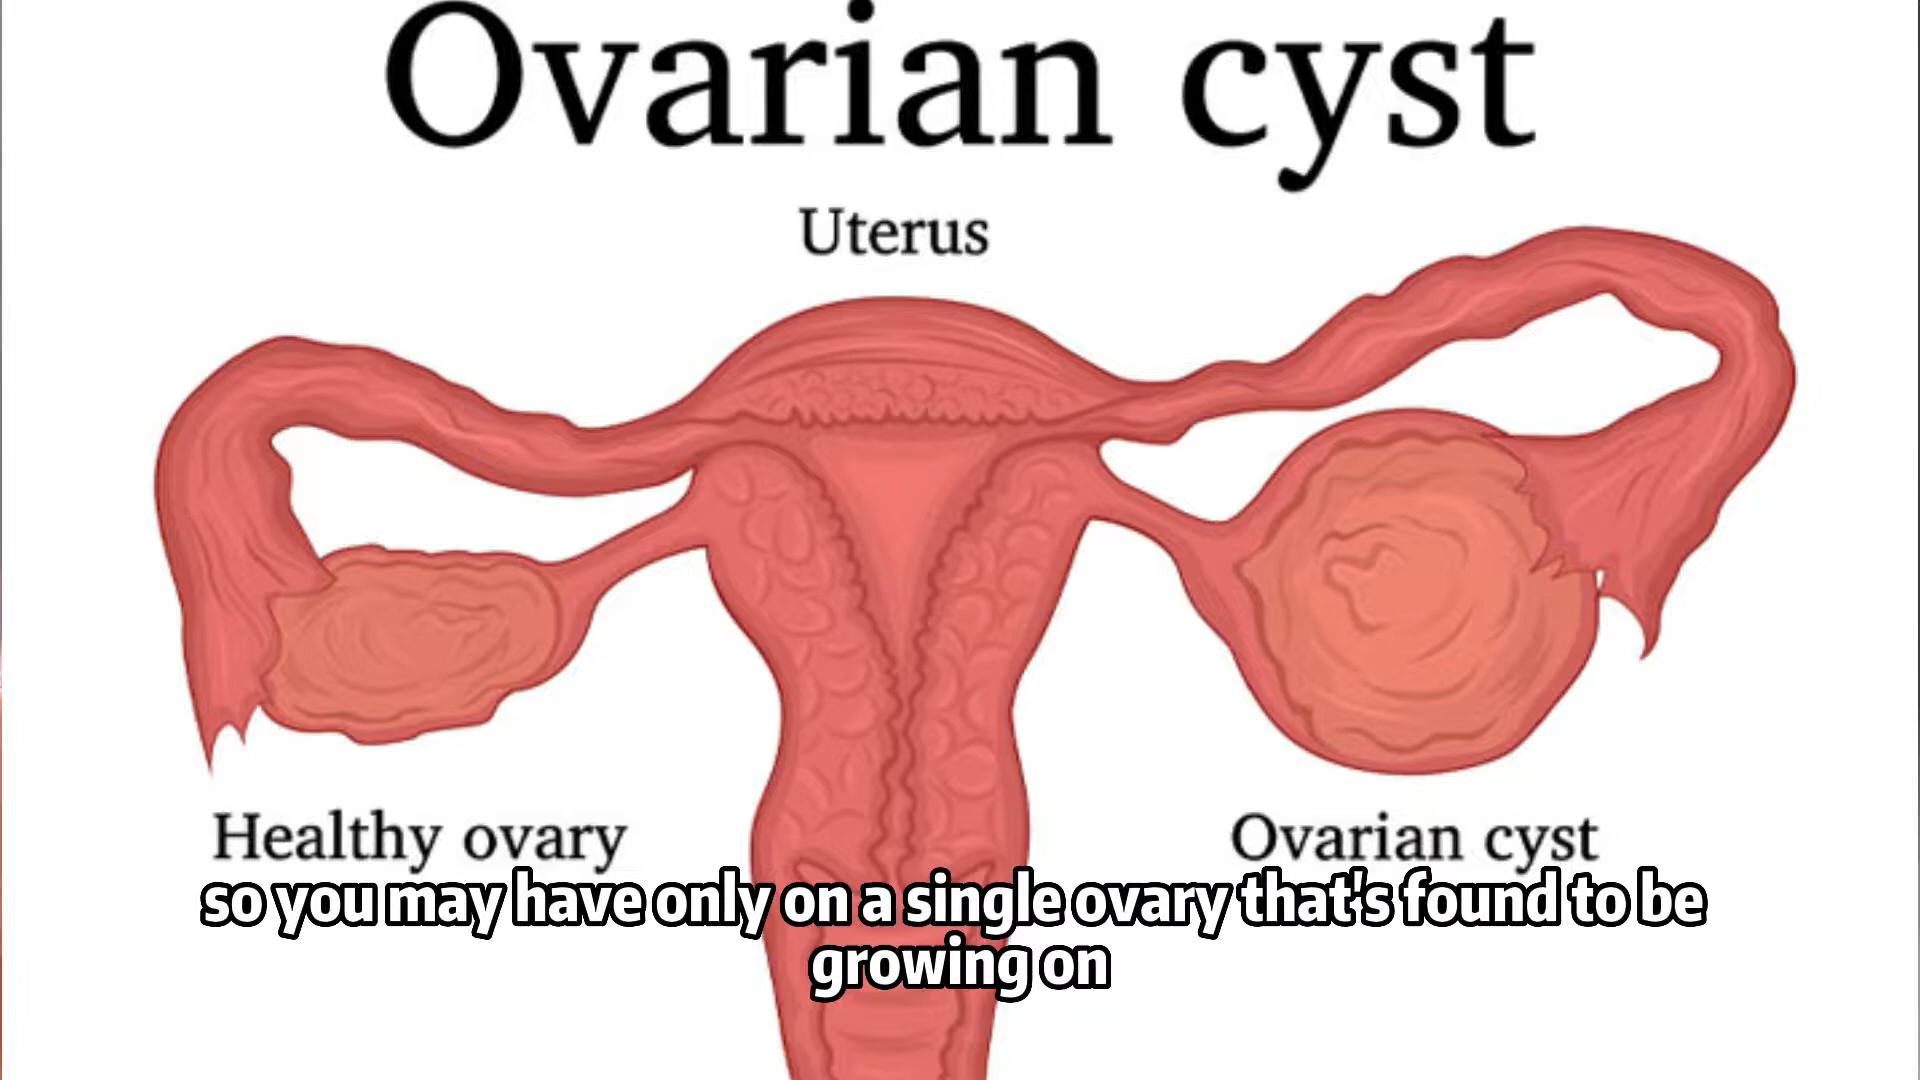 Ovarian cyst
Uterus
Healthy ovary
Ovarian cyst
so you may have only on a single ovary that's found to be
growing on